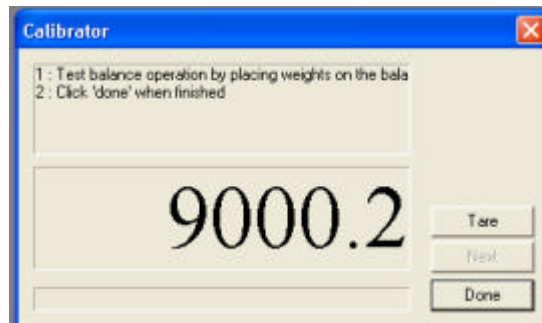 Calibrator
1 : Test balance operation by placing weights on the bala
2 : Click 'done' when finished
9000.2
Tare
Next
Done